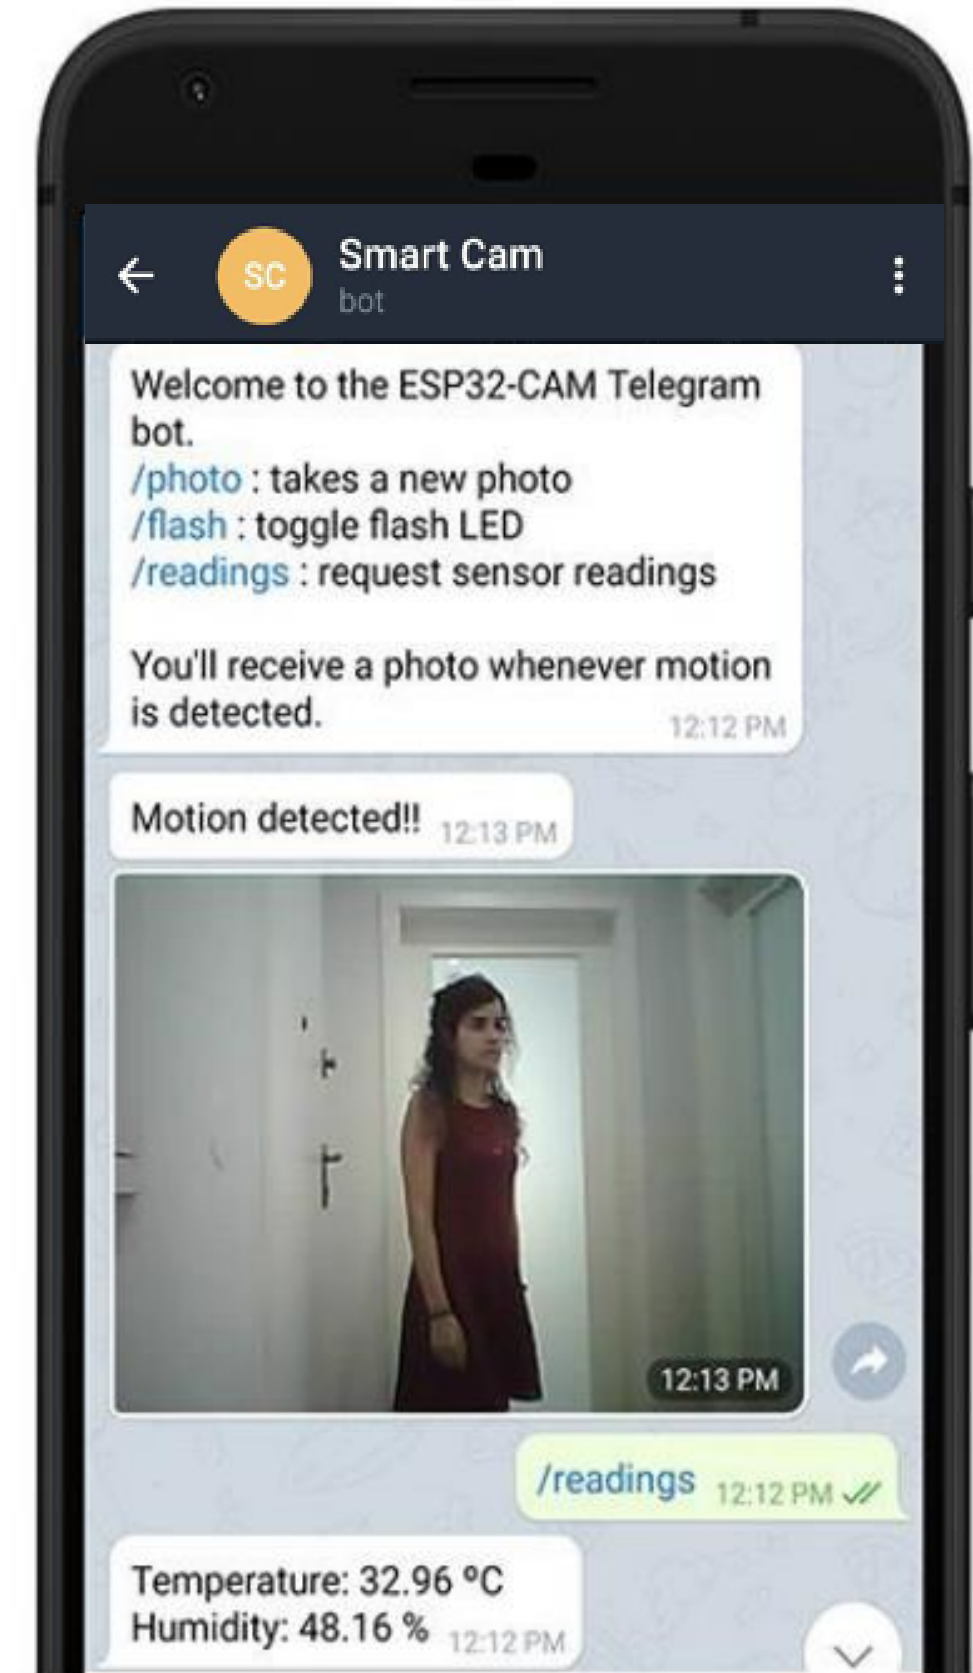 SC
Smart Cam
bot
Welcome to the ESP32-CAM Telegram
bot.
/photo : takes a new photo
/flash : toggle flash LED
/readings : request sensor readings
You'll receive a photo whenever motion
is detected.
12:12 PM
Motion detected!! 12:13 PM
12:13 PM
/readings 12:12 PM
Temperature: 32.96 ºC
Humidity: 48.16 % 12:12 PM